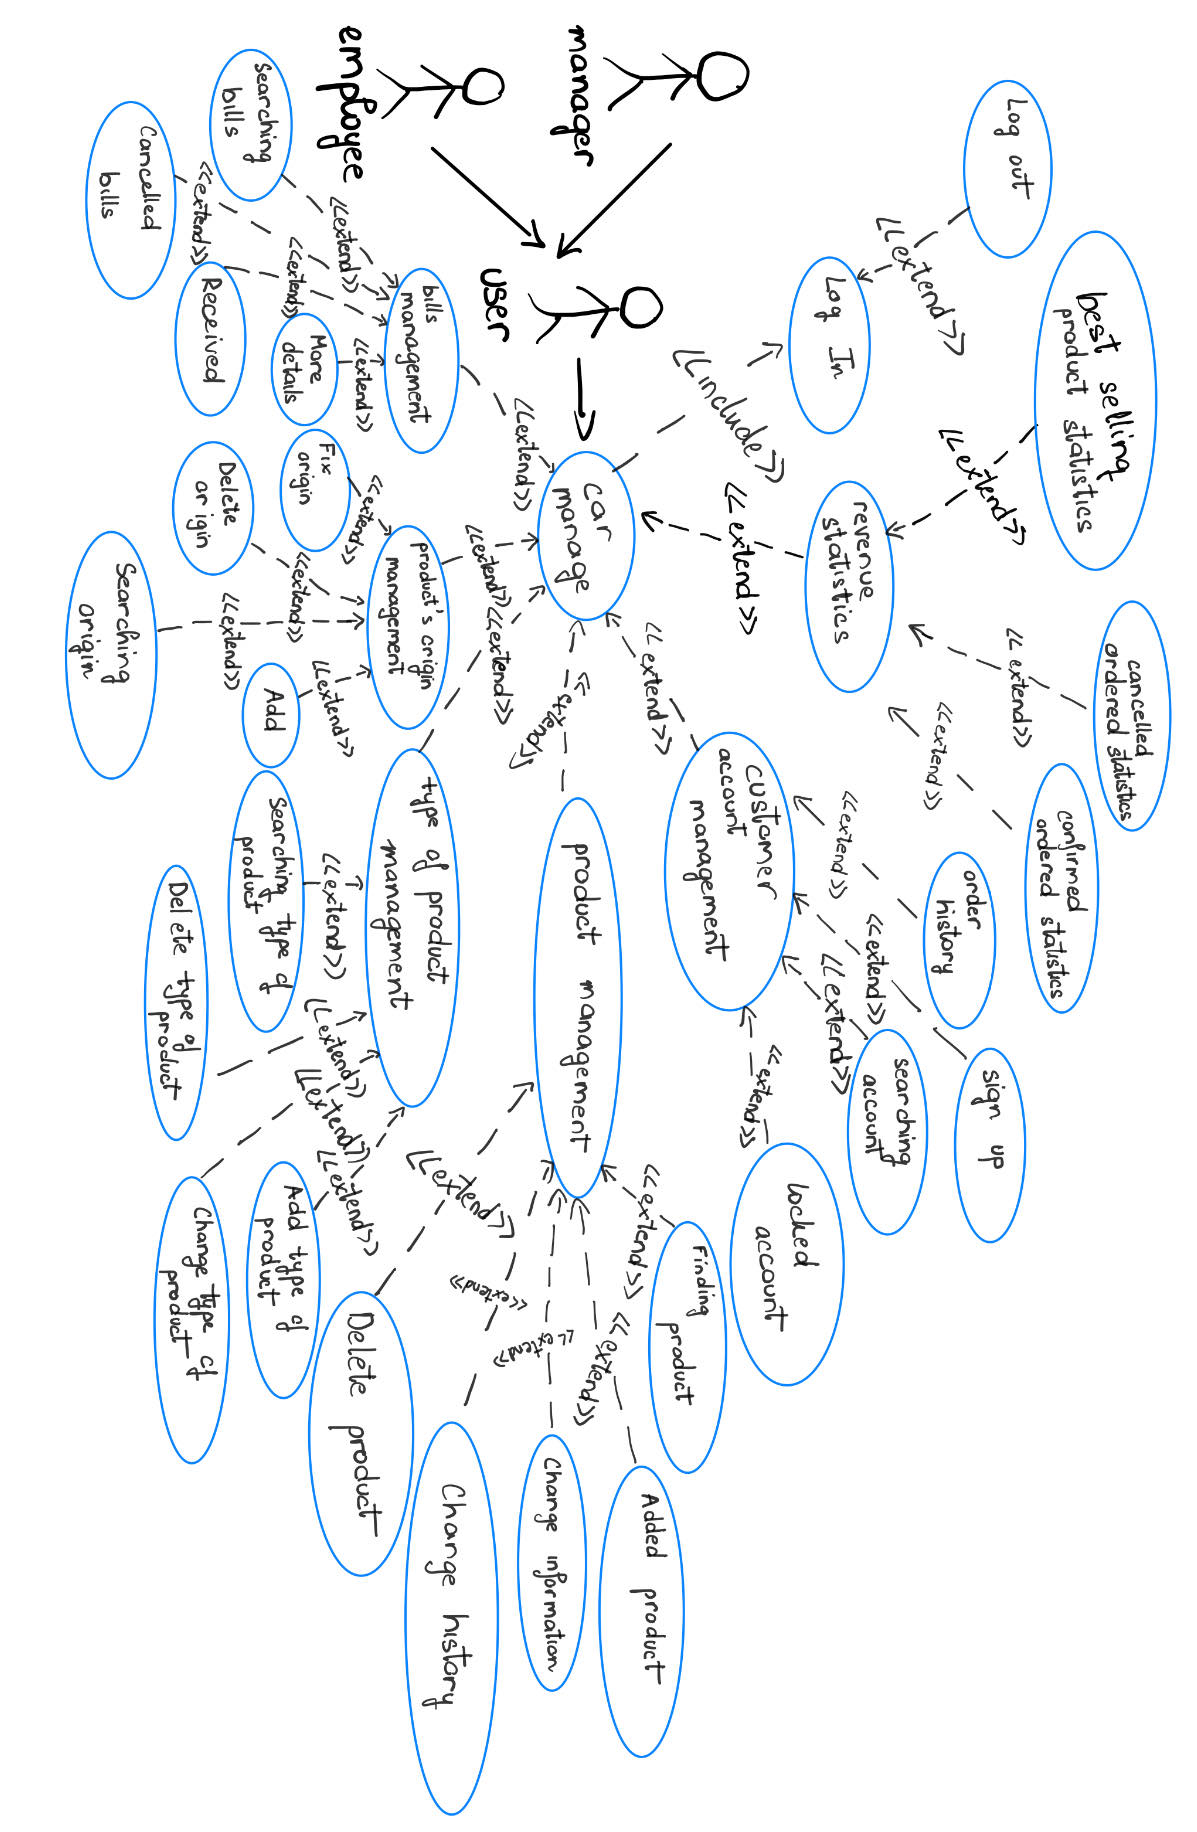 best selling
product statistics
cancelled
ordered statistics
confirmed
ordered statistics
Log out
<<extend>>
<<extend>>
<<extend>>
<<extend>>
order
history
sign up
Log In
revenue
statistics
<<extend>>
<<extend>>
searching
account
<<extend>>
locked
account
<<include>>
<<extend>>
<<extend>>
customer
account
management
<<extend>>
Finding
product
manager
user
car
manage
<<extend>>
<<extend>>
product management
<<extend>>
<<extend>>
Added product
<<extend>>
Change information
<<extend>>
<<extend>>
<<extend>>
<<extend>>
<<extend>>
Change history
employee
bills
management
product's origin
management
type of product
management
<<extend>>
Delete product
<<extend>>
<<extend>>
<<extend>>
<<extend>>
<<extend>>
<<extend>>
<<extend>>
<<extend>>
<<extend>>
<<extend>>
<<extend>>
<<extend>>
Searching
bills
More
details
Fix
origin
Add
Searching type of
product
Add type of
product
Cancelled
bills
Received
Delete
origin
Delete type of
product
Change type of
product
Searching
origin